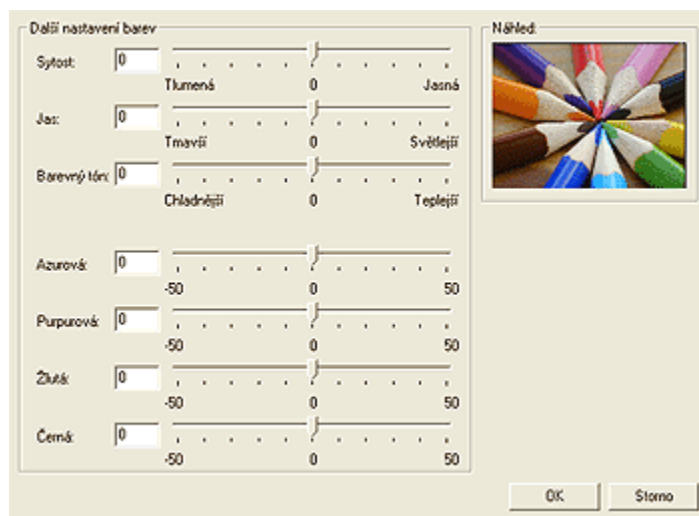 Další nastavení barev
Náhled:
Sytost: 0
Tlumená 0 Jasná
Jas: 0
Tmavší 0 Světlejší
Barevný tón: 0
Chladnější 0 Teplejší
Azurová: 0
-50 0 50
Purpurová: 0
-50 0 50
Žlutá: 0
-50 0 50
Černá: 0
-50 0 50
OK Storno